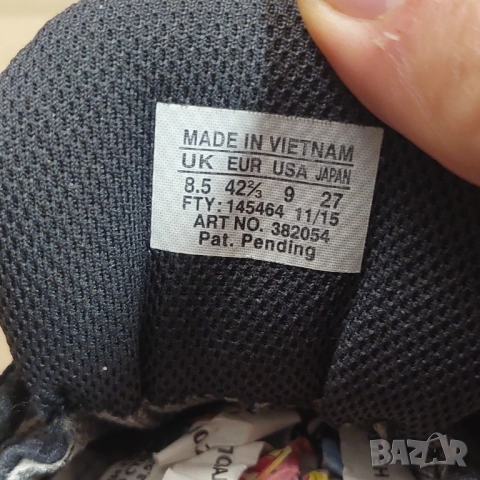 MADE IN VIETNAM
UK EUR USA JAPAN
8.5 42⅔ 9 27
FTY: 145464 11/15
ART NO. 382054
Pat. Pending
BAZAR